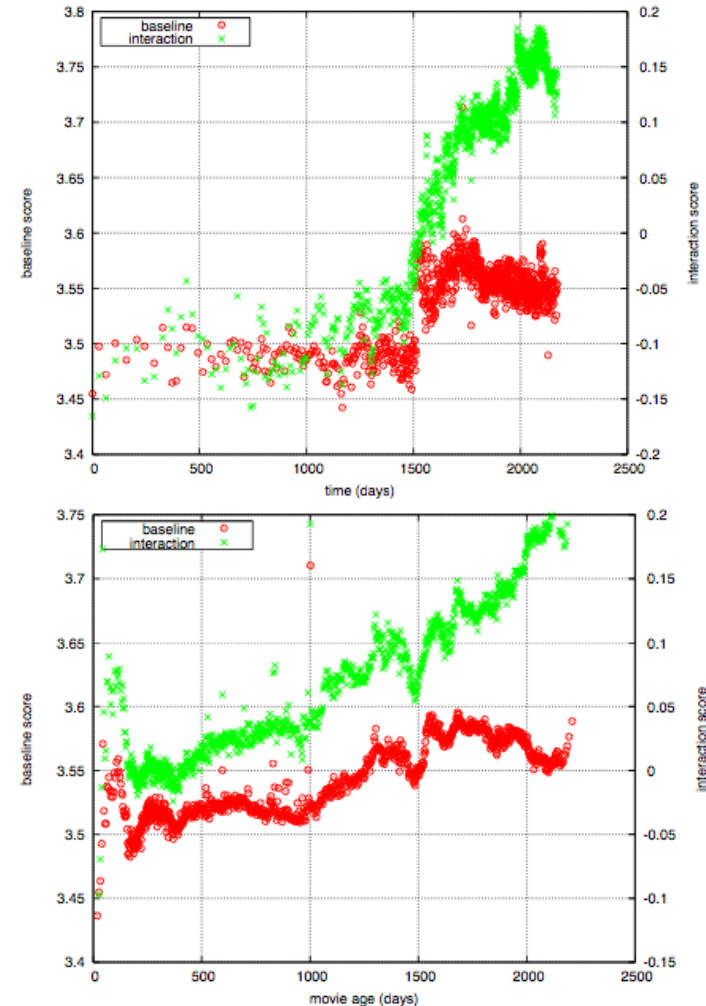 3.8
3.75
3.7
3.65
3.6
3.55
3.5
3.45
3.4
baseline score
baseline
interaction
0.2
0.15
0.1
0.05
0
-0.05
-0.1
-0.15
-0.2
interaction score
0 500 1000 1500 2000 2500
time (days)
3.75
3.7
3.65
3.6
3.55
3.5
3.45
3.4
baseline score
baseline
interaction
0.2
0.15
0.1
0.05
0
-0.05
-0.1
-0.15
interaction score
0 500 1000 1500 2000 2500
movie age (days)